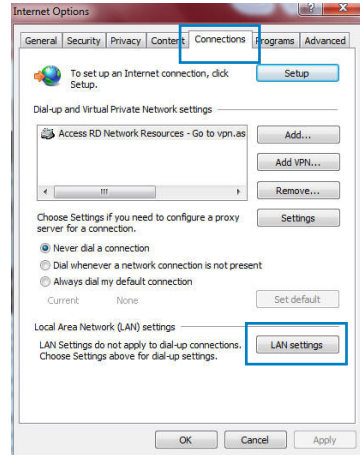 Internet Options
General Security Privacy Content Connections Programs Advanced
To set up an Internet connection, click
Setup.
Setup
Dial-up and Virtual Private Network settings
Access RD Network Resources - Go to vpn.as
Add...
Add VPN...
Remove...
Choose Settings if you need to configure a proxy
server for a connection.
Settings
Never dial a connection
Dial whenever a network connection is not present
Always dial my default connection
Current None
Set default
Local Area Network (LAN) settings
LAN Settings do not apply to dial-up connections.
Choose Settings above for dial-up settings.
LAN settings
OK Cancel Apply